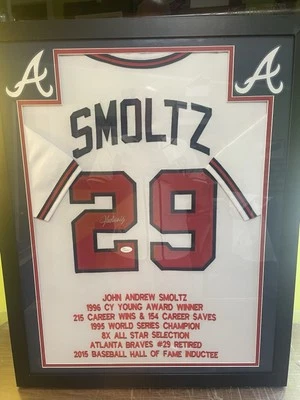 A A
SMOLTZ
29
JOHN ANDREW SMOLTZ
1996 CY YOUNG AWARD WINNER
215 CAREER WINS & 154 CAREER SAVES
1995 WORLD SERIES CHAMPION
8X ALL STAR SELECTION
ATLANTA BRAVES #29 RETIRED
2015 BASEBALL HALL OF FAME INDUCTEE